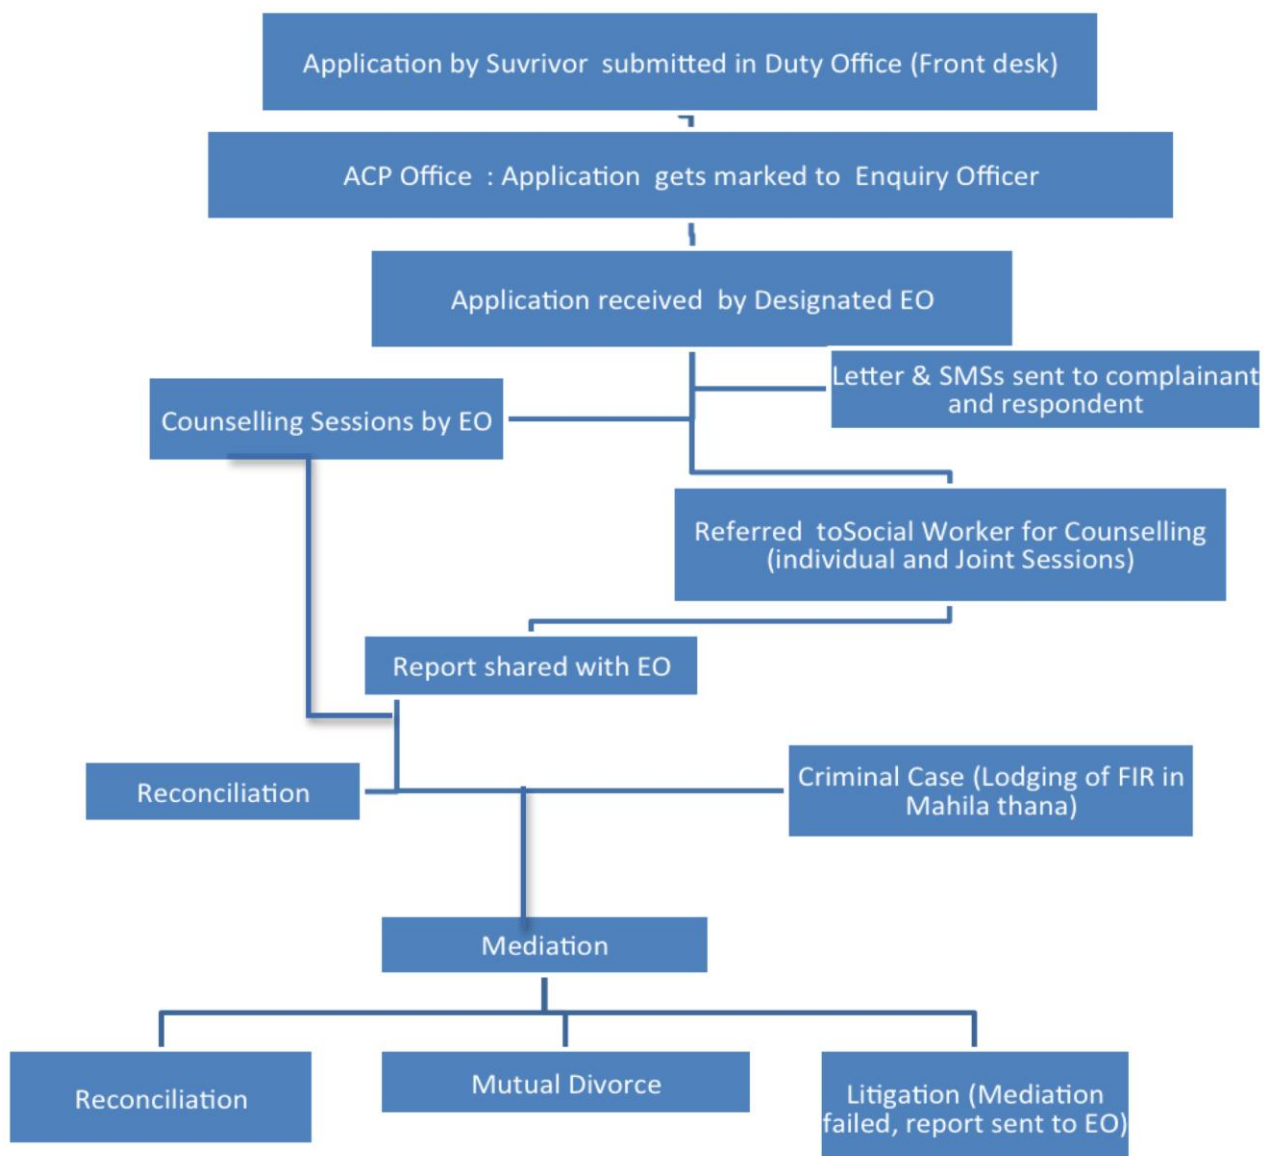 Application by Suvrivor submitted in Duty Office (Front desk)
ACP Office : Application gets marked to Enquiry Officer
Application received by Designated EO
Letter & SMSs sent to complainant
and respondent
Counselling Sessions by EO
Referred toSocial Worker for Counselling
(individual and Joint Sessions)
Report shared with EO
Reconciliation
Criminal Case (Lodging of FIR in
Mahila thana)
Mediation
Reconciliation
Mutual Divorce
Litigation (Mediation
failed, report sent to EO)